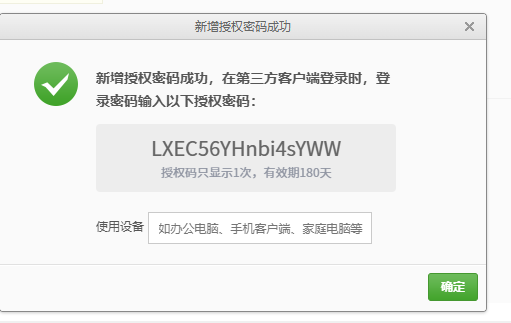 新增授权密码成功
新增授权密码成功，在第三方客户端登录时，登
录密码输入以下授权密码：
LXEC56YHnbi4sYWW
授权码只显示1次，有效期180天
使用设备 如办公电脑、手机客户端、家庭电脑等
确定